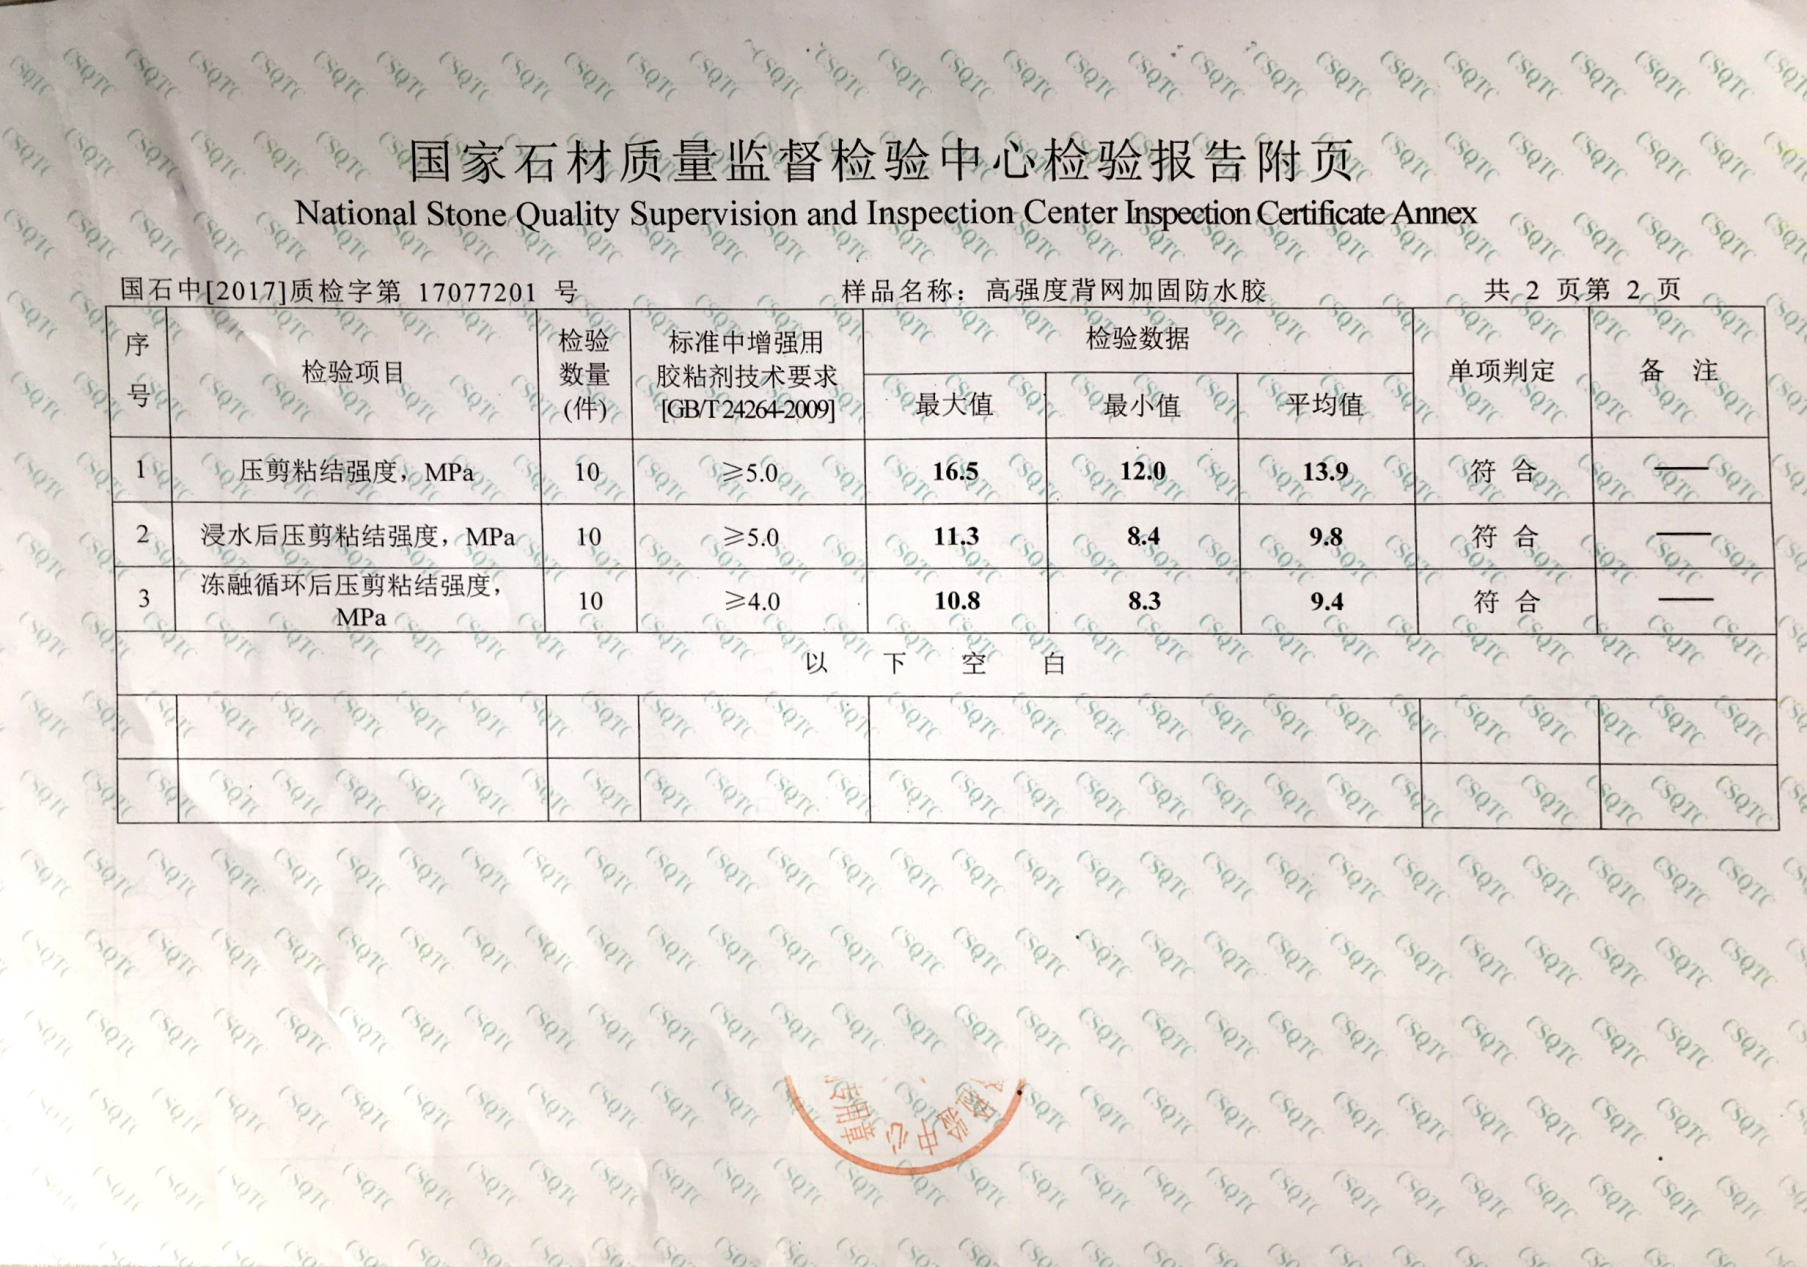 国家石材质量监督检验中心检验报告附页
National Stone Quality Supervision and Inspection Center Inspection Certificate Annex
国石中[2017]质检字第 17077201 号 样品名称：高强度背网加固防水胶 共 2 页第 2 页
序号 检验项目 检验数量(件) 标准中增强用胶粘剂技术要求[GB/T 24264-2009] 检验数据 单项判定 备 注
最大值 最小值 平均值
1 压剪粘结强度，MPa 10 ≥5.0 16.5 12.0 13.9 符 合 ——
2 浸水后压剪粘结强度，MPa 10 ≥5.0 11.3 8.4 9.8 符 合 ——
3 冻融循环后压剪粘结强度，MPa 10 ≥4.0 10.8 8.3 9.4 符 合 ——
以 下 空 白
检验中心
CSQTC